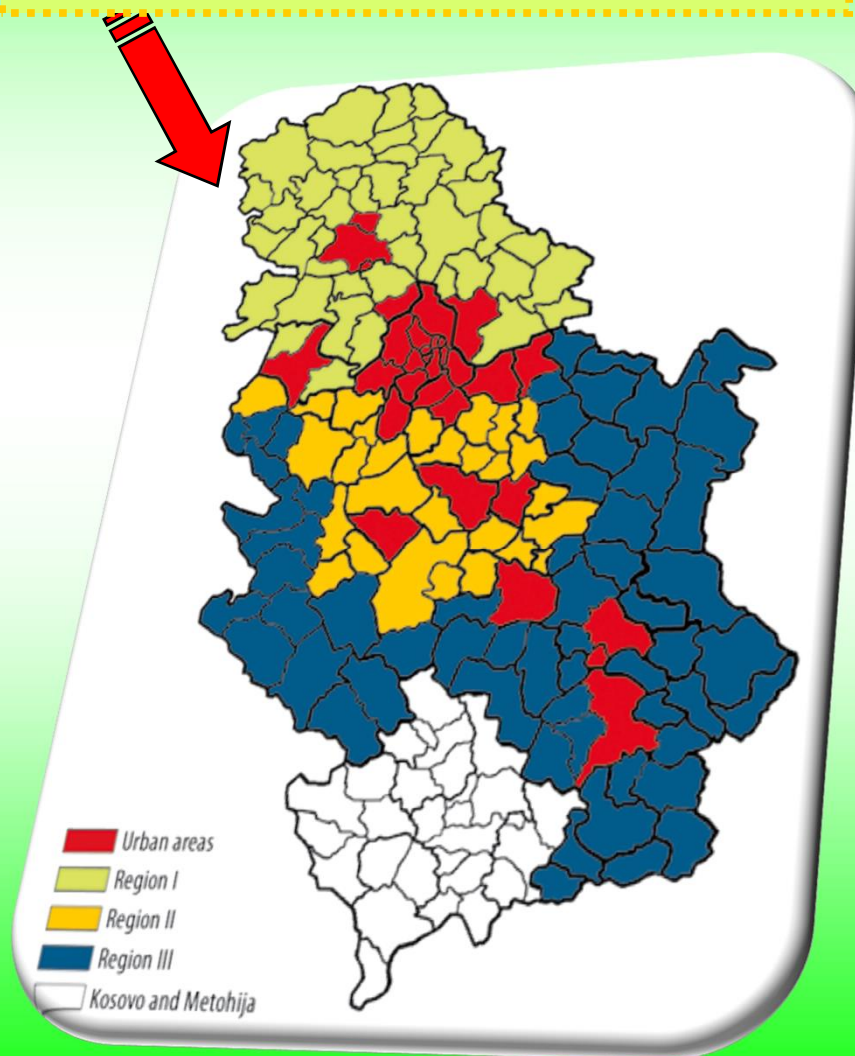 Urban areas
Region I
Region II
Region III
Kosovo and Metohija